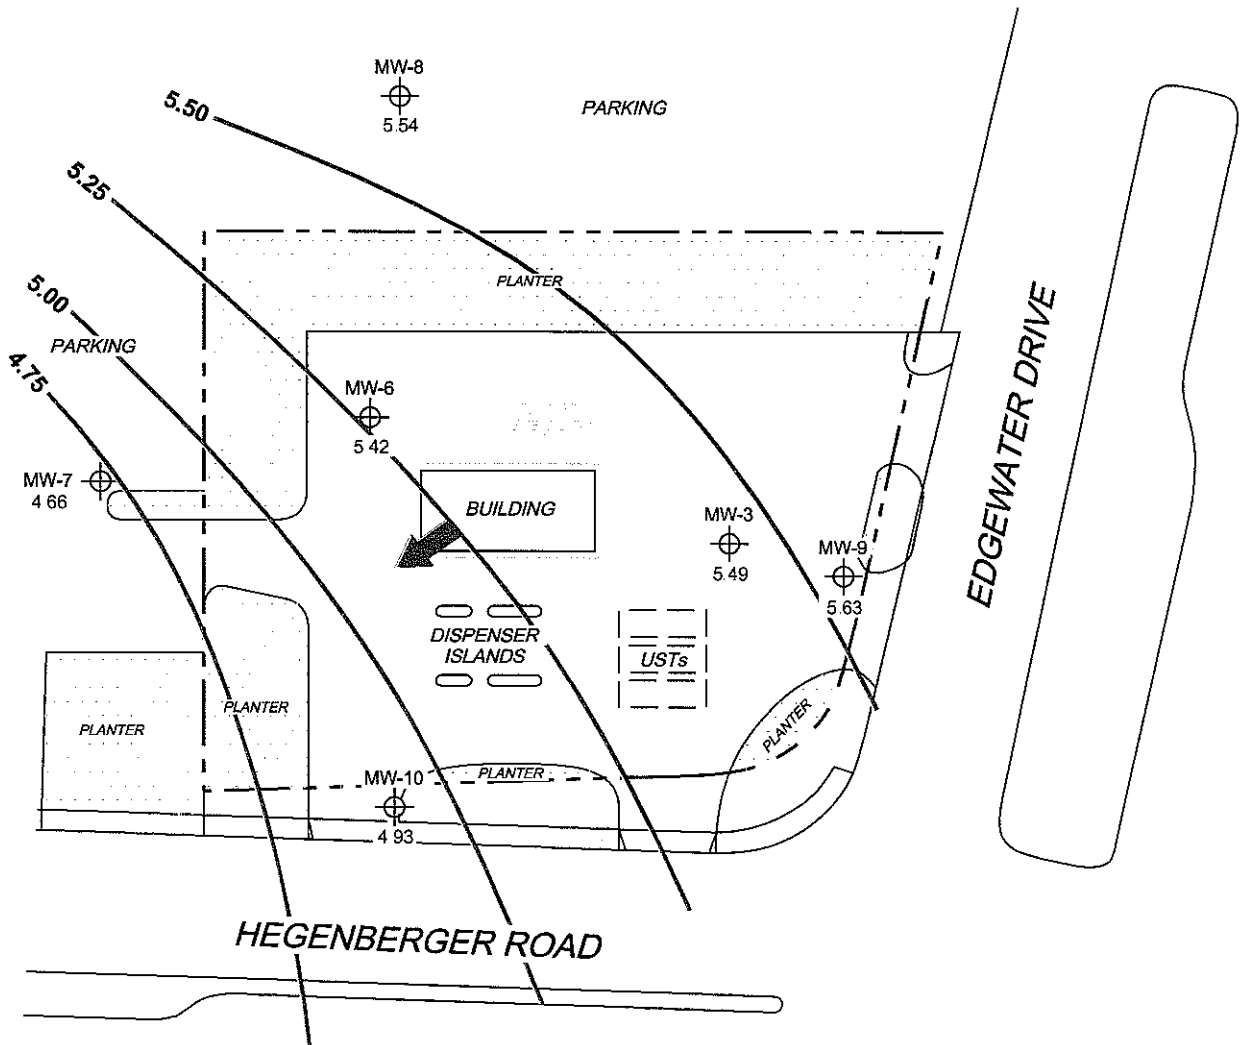 MW-8
5.54
PARKING
5.50
5.25
5.00
4.75
PLANTER
PARKING
MW-6
5 42
MW-7
4 66
BUILDING
MW-3
5.49
MW-9
5.63
EDGEWATER DRIVE
DISPENSER
ISLANDS
USTs
PLANTER
PLANTER
PLANTER
PLANTER
MW-10
4 93
HEGENBERGER ROAD